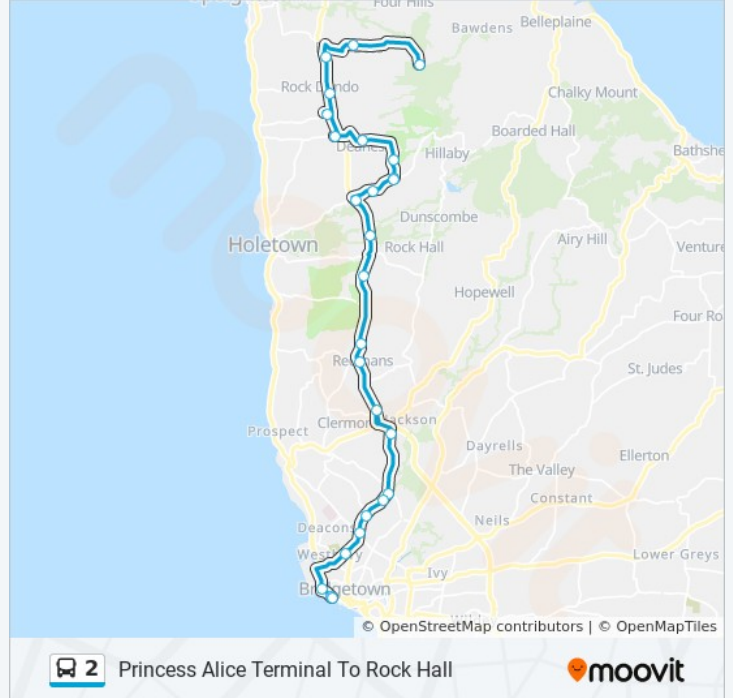 Four Hills
Belleplaine
Bawdens
Rock Dundo
Chalky Mount
Boarded Hall
Deanes
Hillaby
Bathshe
Dunscombe
Holetown
Rock Hall
Airy Hill
Venture
Hopewell
Four Ro
Redmans
St. Judes
Clermont
Jackson
Prospect
Dayrells
Ellerton
The Valley
Constant
Deacons
Neils
Westbury
Lower Greys
Ivy
Bridgetown
© OpenStreetMap contributors | © OpenMapTiles
2 Princess Alice Terminal To Rock Hall
moovit